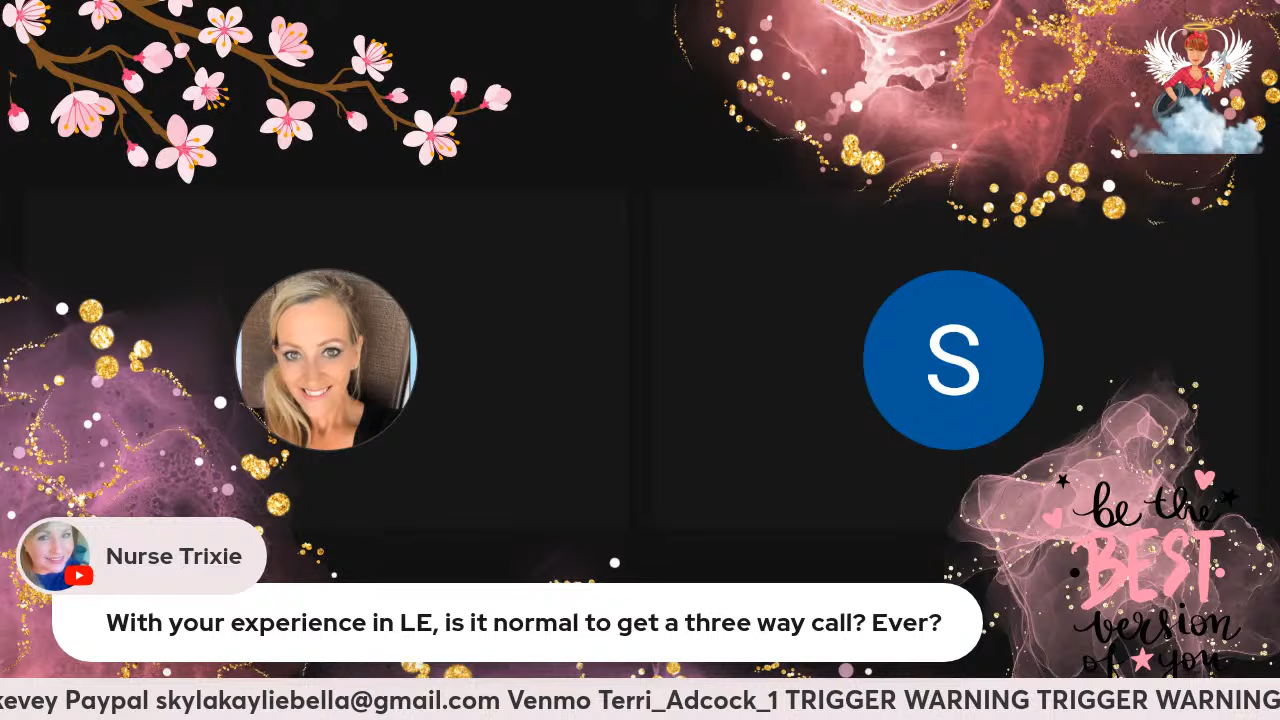 S
be the
BEST
version
of you
Nurse Trixie
With your experience in LE, is it normal to get a three way call? Ever?
kevey Paypal skylakayliebella@gmail.com Venmo Terri_Adcock_1 TRIGGER WARNING TRIGGER WARNING